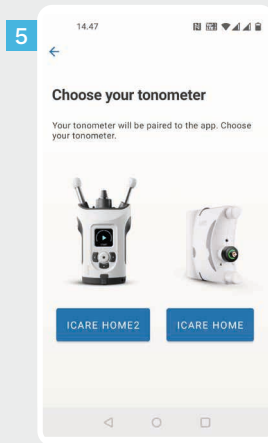 5
14.47
Choose your tonometer
Your tonometer will be paired to the app. Choose
your tonometer.
ICARE HOME2
ICARE HOME